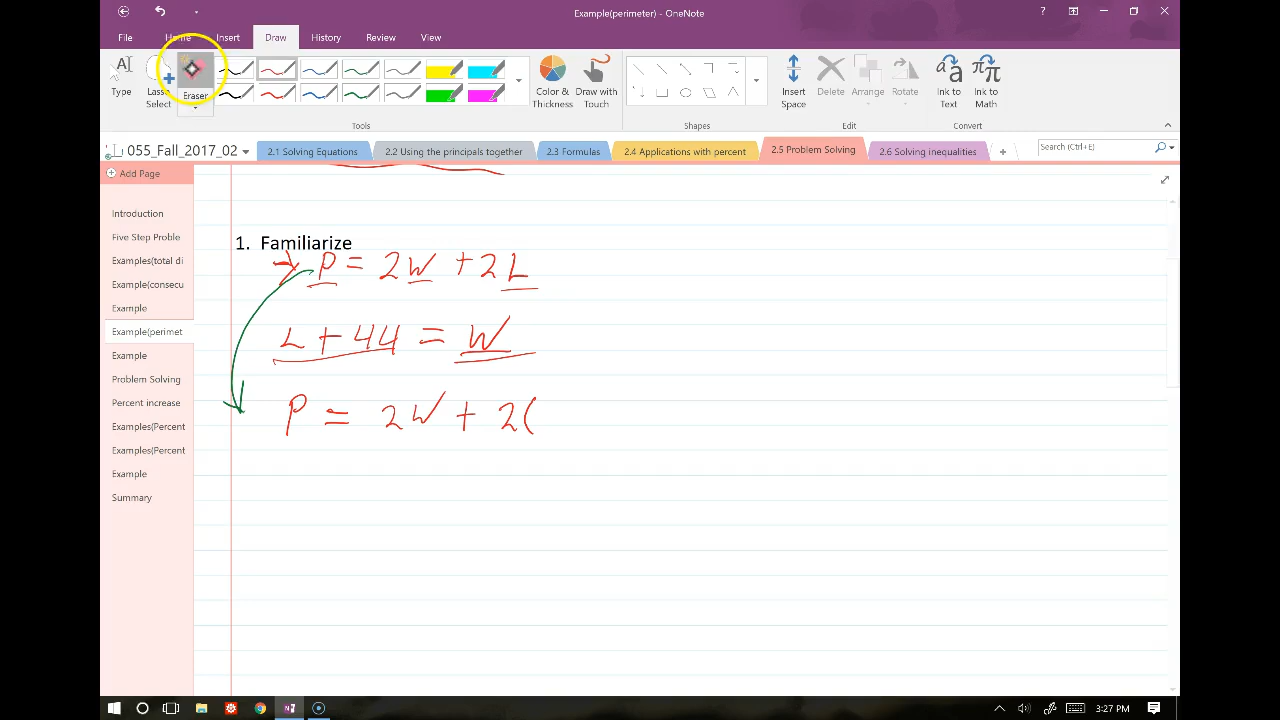 Example(perimeter) - OneNote
?
File Home Insert Draw History Review View
Type
Lasso Select
Eraser
Color & Thickness
Draw with Touch
Insert Space
Delete
Arrange
Rotate
Ink to Text
Ink to Math
Tools
Shapes
Edit
Convert
055_Fall_2017_02
2.1 Solving Equations
2.2 Using the principals together
2.3 Formulas
2.4 Applications with percent
2.5 Problem Solving
2.6 Solving inequalities
Search (Ctrl+E)
Add Page
Introduction
Five Step Proble
Examples(total di
Example(consecu
Example
Example(perimet
Example
Problem Solving
Percent increase
Examples(Percent
Examples(Percent
Example
Summary
1. Familiarize
P = 2W + 2L
L + 44 = W
P = 2W + 2(
3:27 PM